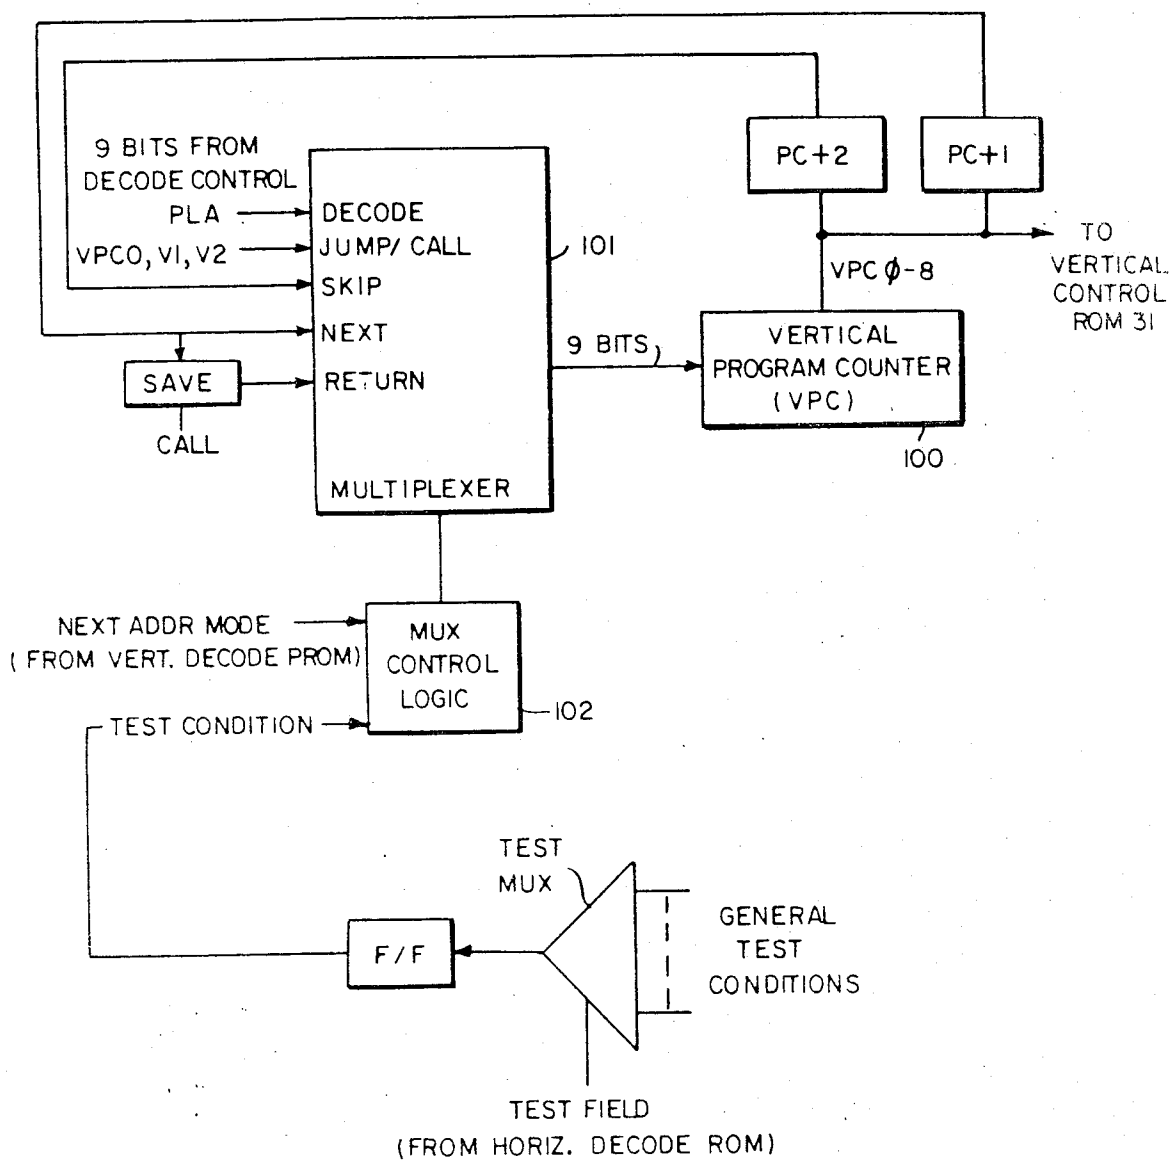 PC+2
PC+1
9 BITS FROM
DECODE CONTROL
PLA
DECODE
VPC0, V1, V2
JUMP/ CALL
101
SKIP
NEXT
SAVE
RETURN
CALL
MULTIPLEXER
9 BITS
VPC ϕ-8
TO
VERTICAL
CONTROL
ROM 31
VERTICAL
PROGRAM COUNTER
(VPC)
100
NEXT ADDR MODE
(FROM VERT. DECODE PROM)
MUX
CONTROL
LOGIC
102
TEST CONDITION
TEST
MUX
F/F
GENERAL
TEST
CONDITIONS
TEST FIELD
(FROM HORIZ. DECODE ROM)